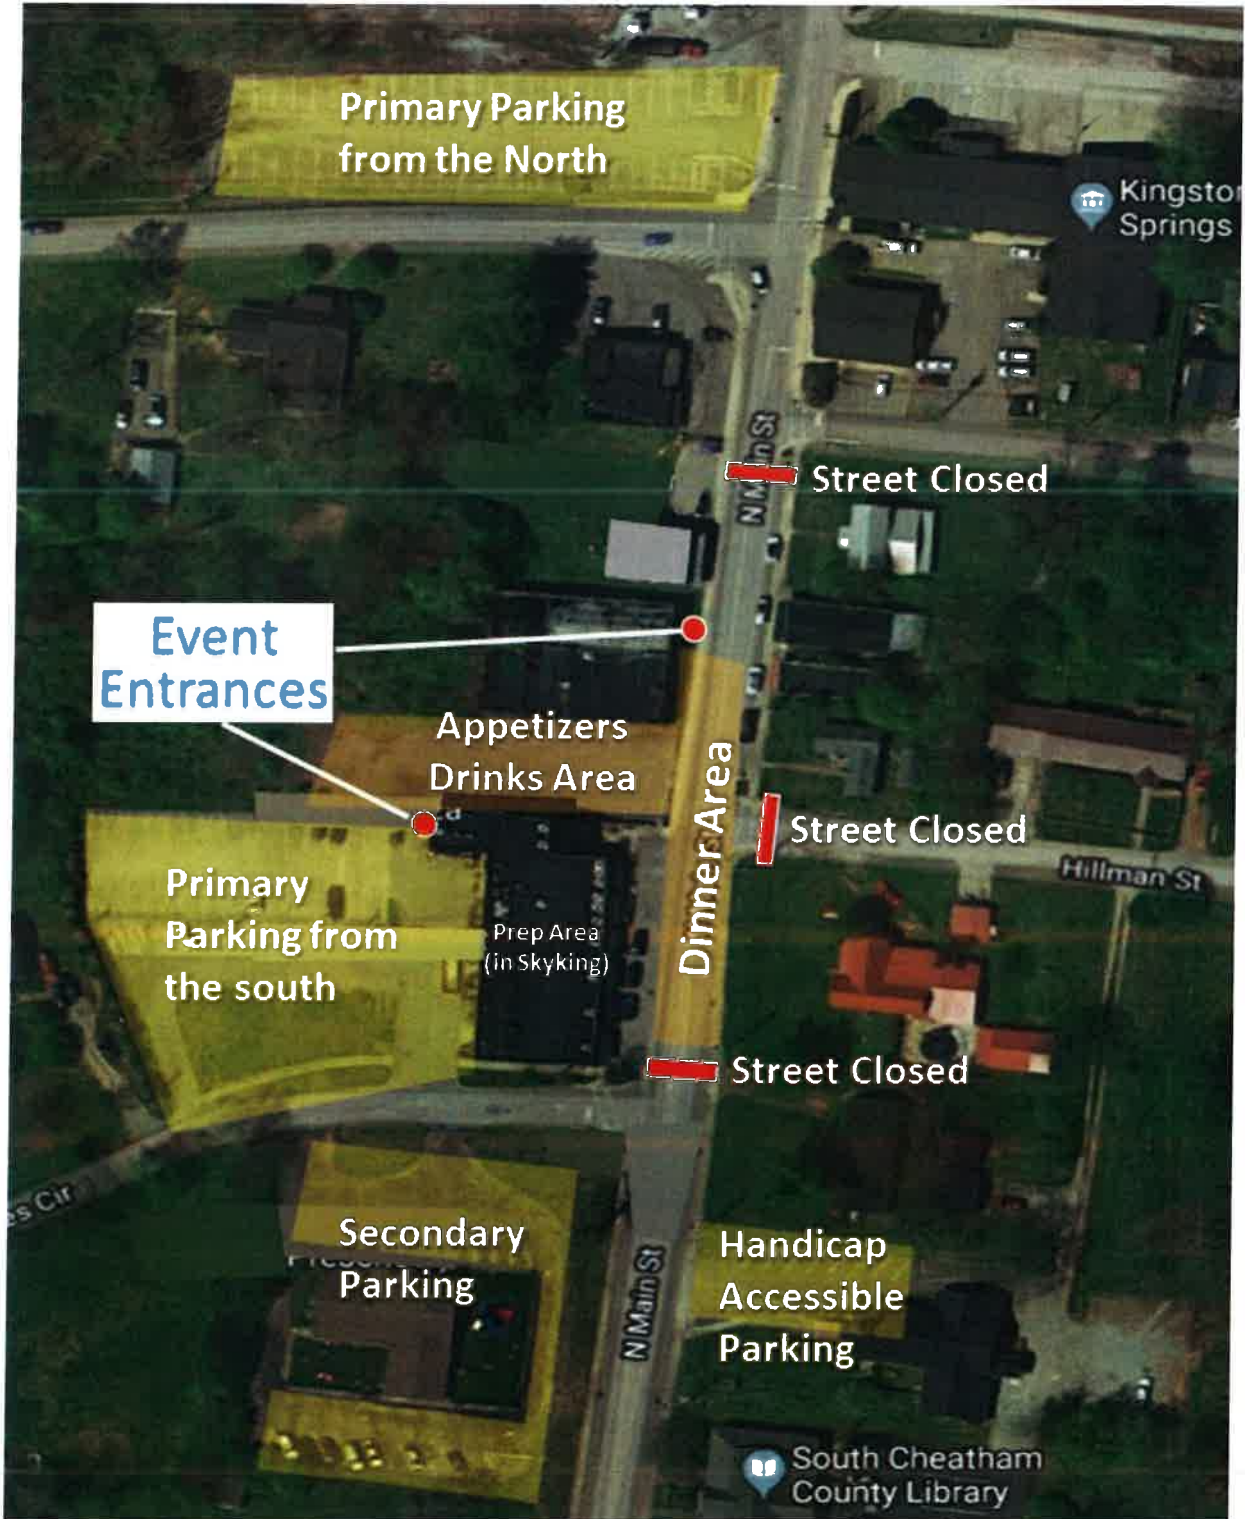 Primary Parking
from the North
Kingston
Springs
N Main St
Street Closed
Event
Entrances
Appetizers
Drinks Area
Dinner Area
Street Closed
Hillman St
Primary
Parking from
the south
Prep Area
(in Skyking)
Street Closed
es Cir
Secondary
Parking
N Main St
Handicap
Accessible
Parking
South Cheatham
County Library